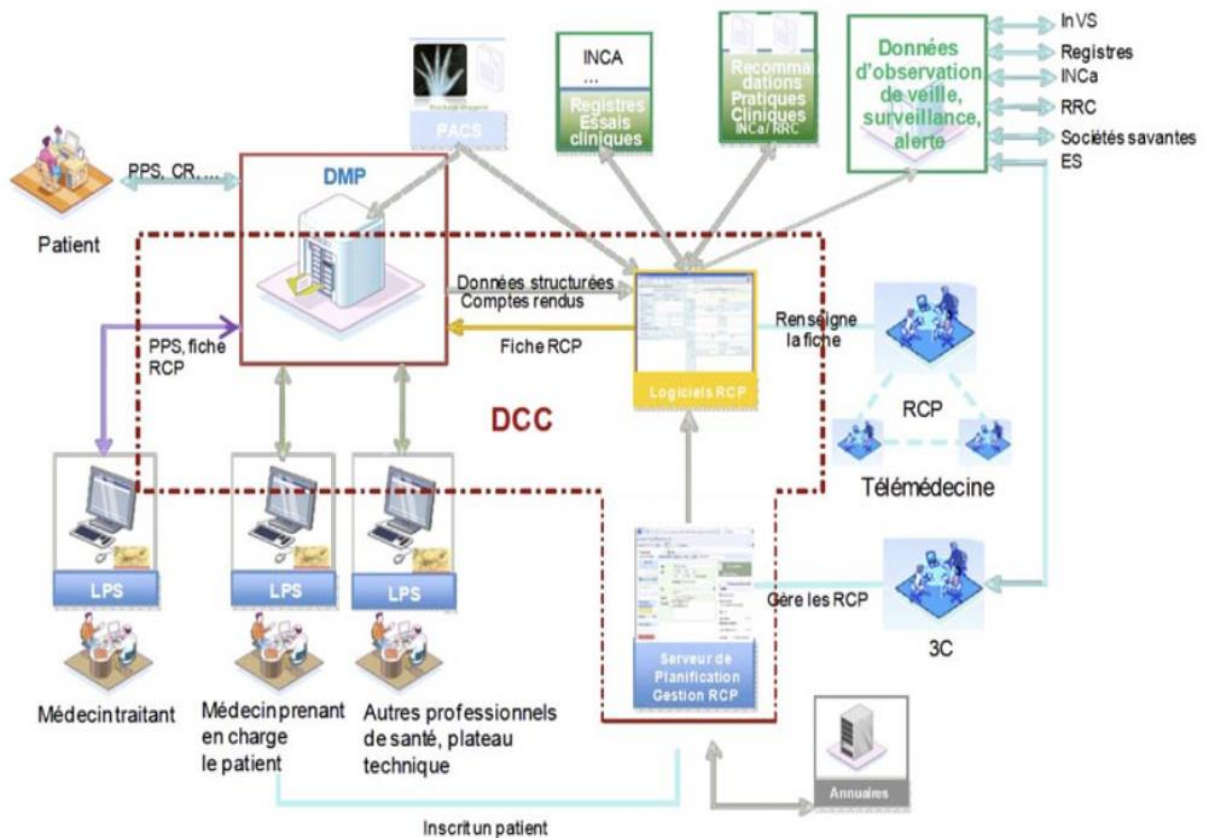 INCA
...
Registres
Essais
cliniques
Recomma
dations
Pratiques
Cliniques
INCa/ RRC
Données
d'observation
de veille,
surveillance,
alerte
InVS
Registres
INCa
RRC
Sociétés savantes
ES
PACS
PPS, CR, ...
DMP
Patient
Données structurées
Comptes rendus
Fiche RCP
PPS, fiche
RCP
Renseigne
la fiche
Logiciels RCP
DCC
RCP
Télémédecine
LPS
LPS
LPS
Gère les RCP
3C
Serveur de
Planification
Gestion RCP
Médecin traitant
Médecin prenant
en charge
le patient
Autres professionnels
de santé, plateau
technique
Annuaires
Inscrit un patient